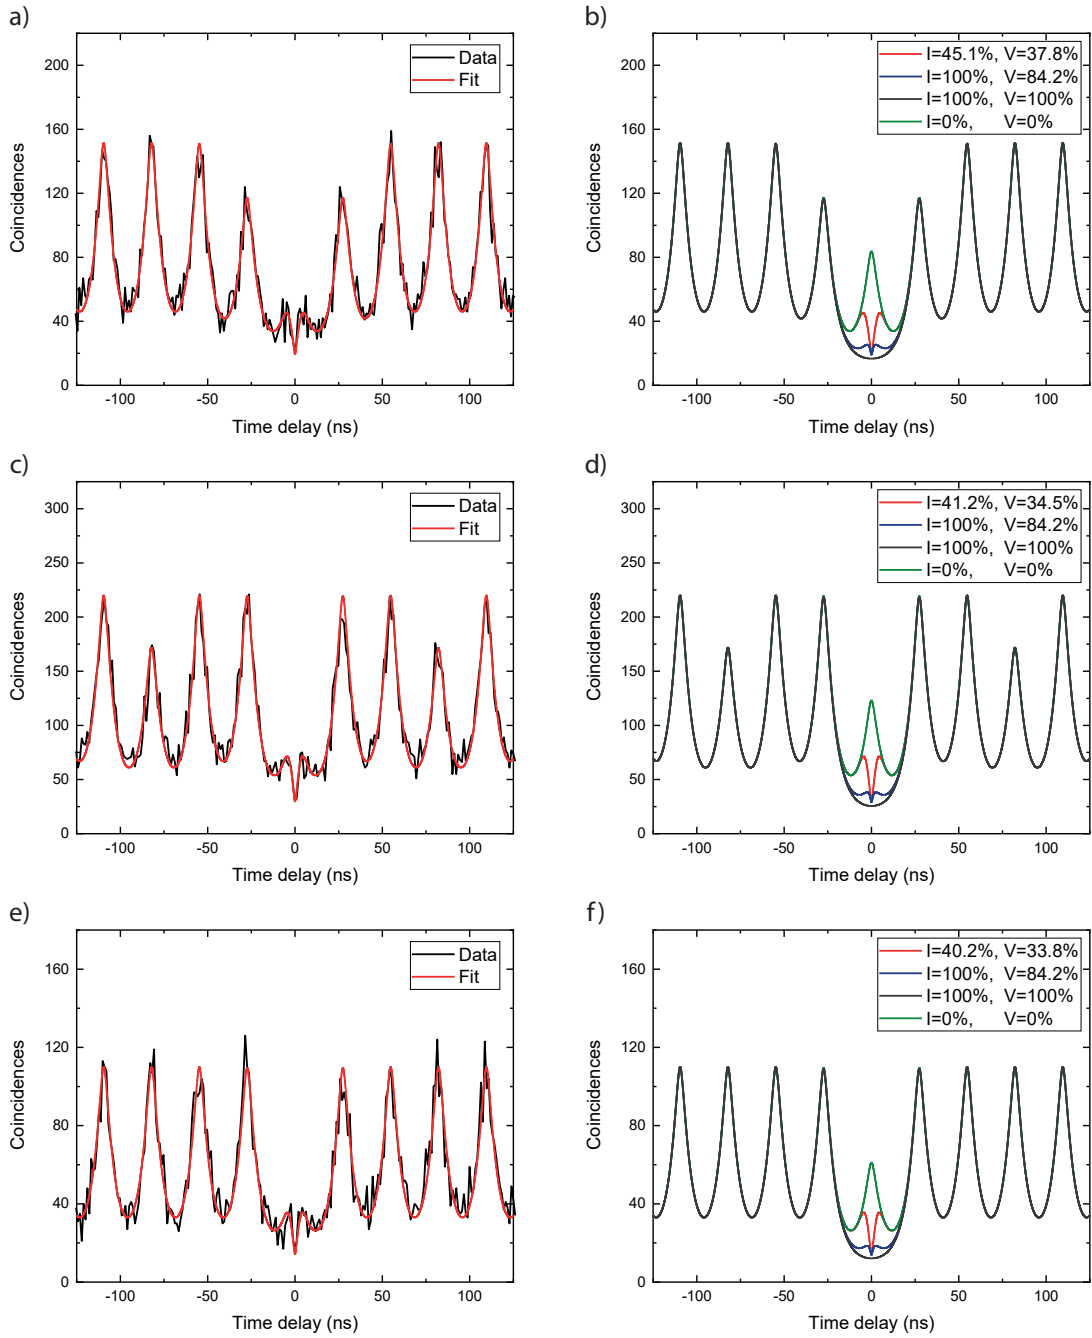 a)
Coincidences
200
160
120
80
40
0
Data
Fit
-100 -50 0 50 100
Time delay (ns)
b)
Coincidences
200
160
120
80
40
0
I=45.1%, V=37.8%
I=100%, V=84.2%
I=100%, V=100%
I=0%, V=0%
-100 -50 0 50 100
Time delay (ns)
c)
Coincidences
300
250
200
150
100
50
0
Data
Fit
-100 -50 0 50 100
Time delay (ns)
d)
Coincidences
300
250
200
150
100
50
0
I=41.2%, V=34.5%
I=100%, V=84.2%
I=100%, V=100%
I=0%, V=0%
-100 -50 0 50 100
Time delay (ns)
e)
Coincidences
160
120
80
40
0
Data
Fit
-100 -50 0 50 100
Time delay (ns)
f)
Coincidences
160
120
80
40
0
I=40.2%, V=33.8%
I=100%, V=84.2%
I=100%, V=100%
I=0%, V=0%
-100 -50 0 50 100
Time delay (ns)